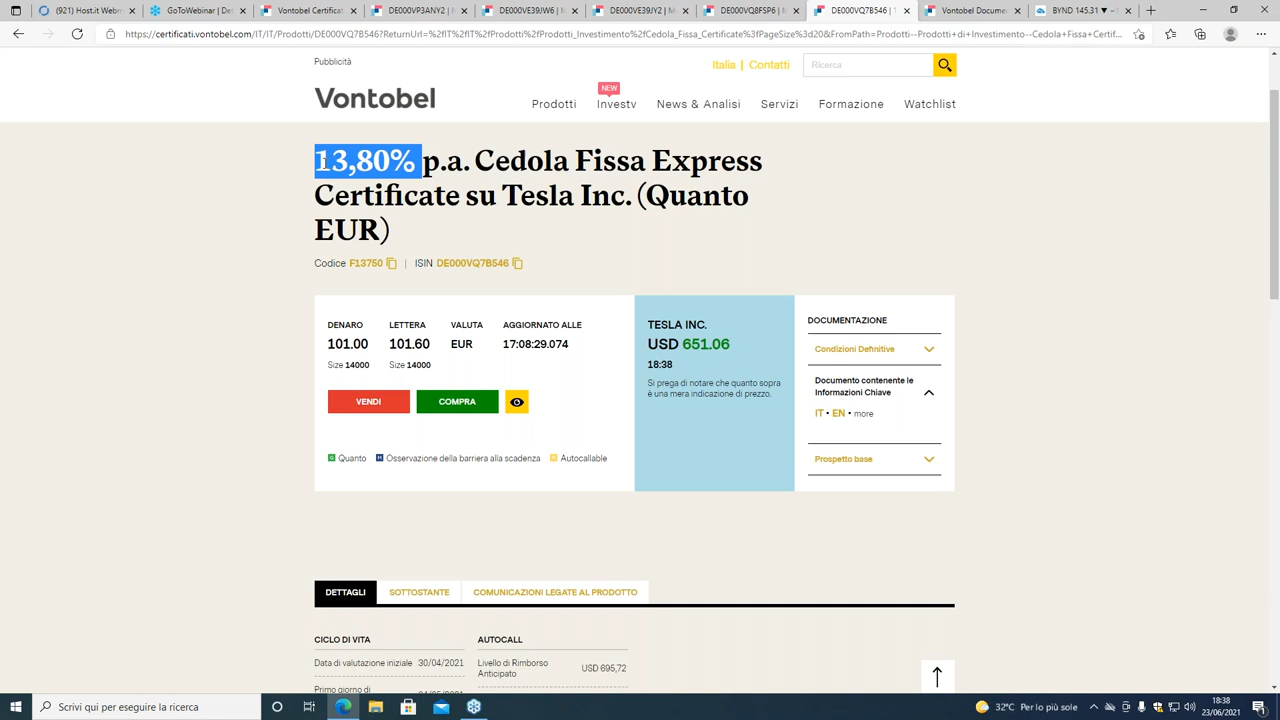 (921) Host.Web
GoToWebinar | De
DE000VP3ANY2 | M
DE000VE39JW6 | M
DE000VE39JY2 | M
DE000VQ8FSP6 | M
DE000VQ7B546 | 1
Vontobel Docume
BYND 145.31
https://certificati.vontobel.com/IT/IT/Prodotti/DE000VQ7B546?ReturnUrl=%2fIT%2fIT%2fProdotti%2fProdotti_Investimento%2fCedola_Fissa_Certificate%3fPageSize%3d20&FromPath=Prodotti--Prodotti+di+Investimento--Cedola+Fissa+Certif...
Pubblicità
Italia | Contatti
Ricerca
NEW
Vontobel
Prodotti Investv News & Analisi Servizi Formazione Watchlist
13,80% p.a. Cedola Fissa Express
Certificate su Tesla Inc. (Quanto
EUR)
Codice F13750 | ISIN DE000VQ7B546
DENARO LETTERA VALUTA AGGIORNATO ALLE
101.00 101.60 EUR 17:08:29.074
Size 14000 Size 14000
VENDI COMPRA
Quanto Osservazione della barriera alla scadenza Autocallable
TESLA INC.
USD 651.06
18:38
Si prega di notare che quanto sopra
è una mera indicazione di prezzo.
DOCUMENTAZIONE
Condizioni Definitive
Documento contenente le
Informazioni Chiave
IT • EN • more
Prospetto base
DETTAGLI SOTTOSTANTE COMUNICAZIONI LEGATE AL PRODOTTO
CICLO DI VITA
Data di valutazione iniziale 30/04/2021
Primo giorno di
AUTOCALL
Livello di Rimborso
Anticipato
USD 695,72
Scrivi qui per eseguire la ricerca
32°C Per lo più sole
18:38
23/06/2021